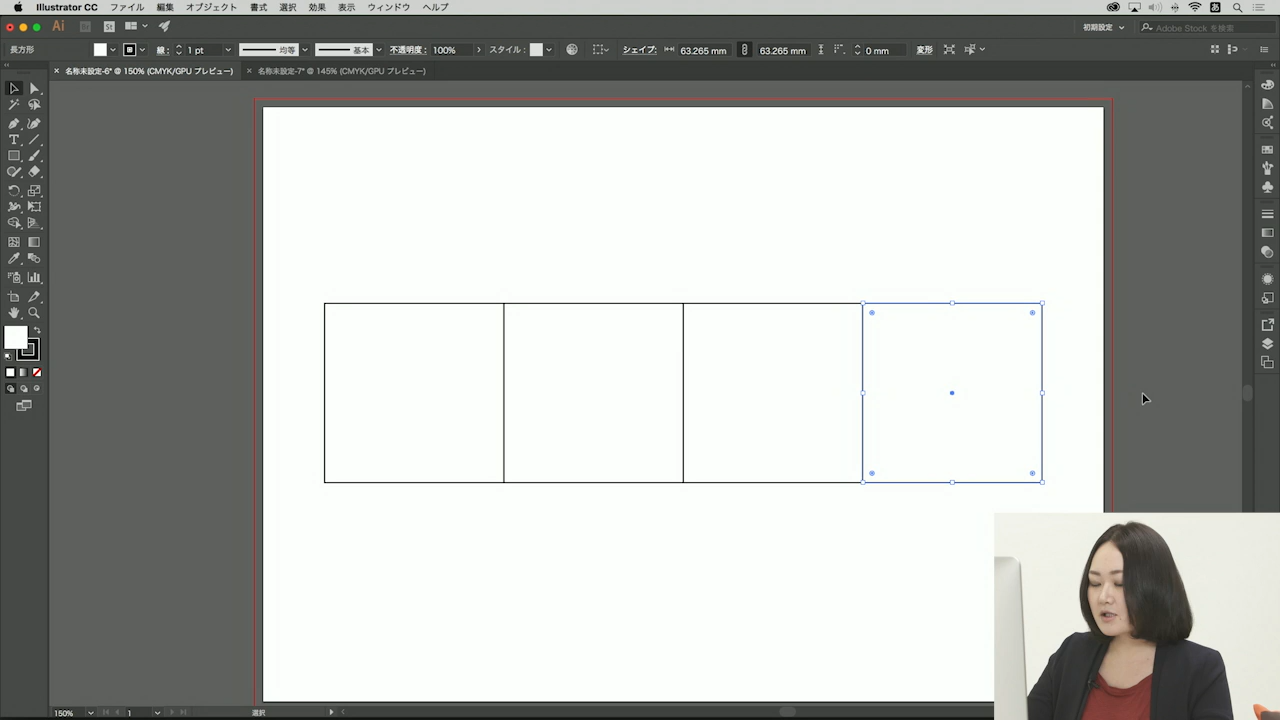 Illustrator CC ファイル 編集 オブジェクト 書式 選択 効果 表示 ウィンドウ ヘルプ あ
Ai Br St 初期設定 Adobe Stock を検索
長方形 線 : 1 pt 均等 基本 不透明度 : 100% スタイル : シェイプ : 63.265 mm 63.265 mm 0 mm 変形
× 名称未設定-6* @ 150% (CMYK/GPU プレビュー) × 名称未設定-7* @ 145% (CMYK/GPU プレビュー)
T
150% 1 選択